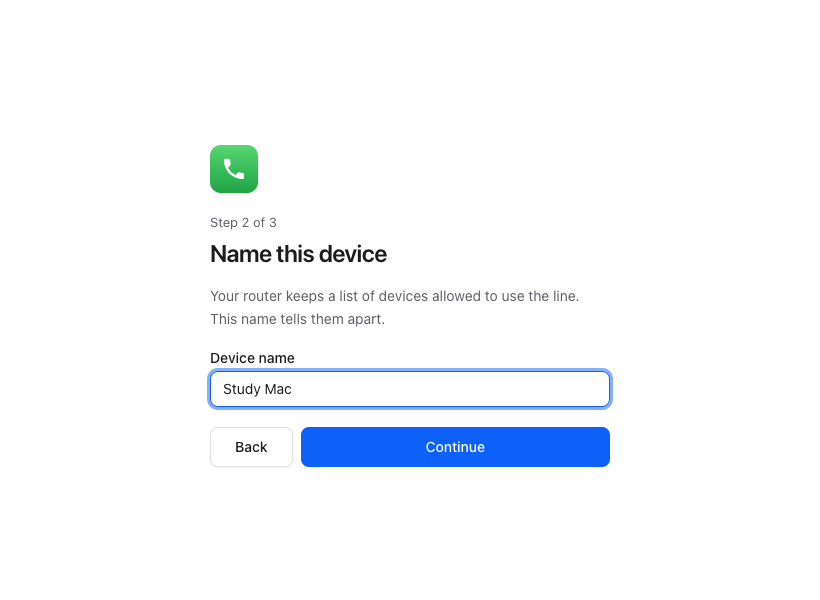 Step 2 of 3
Name this device
Your router keeps a list of devices allowed to use the line.
This name tells them apart.
Device name
Study Mac
Back
Continue